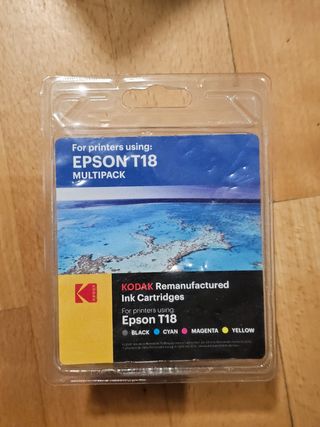 For printers using:
EPSON T18
MULTIPACK
KODAK Remanufactured
Ink Cartridges
For printers using
Epson T18
BLACK CYAN MAGENTA YELLOW
KODAK